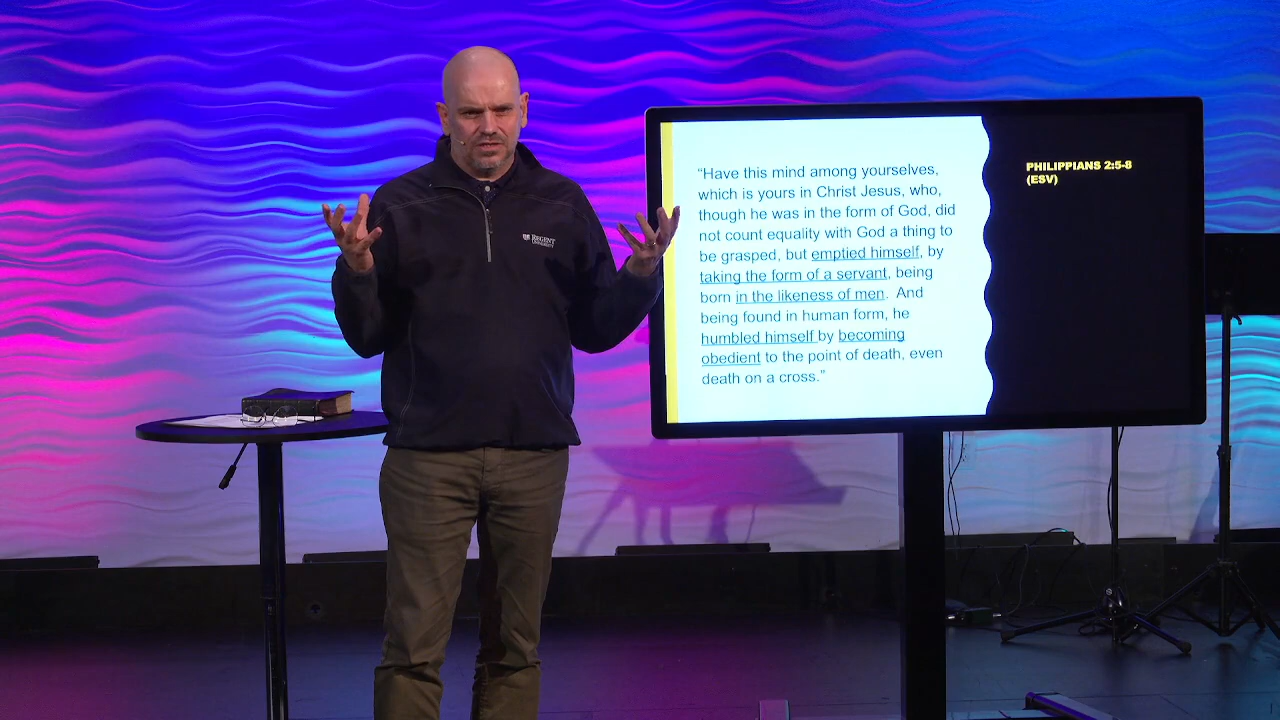 REGENT
UNIVERSITY
“Have this mind among yourselves,
which is yours in Christ Jesus, who,
though he was in the form of God, did
not count equality with God a thing to
be grasped, but emptied himself, by
taking the form of a servant, being
born in the likeness of men.  And
being found in human form, he
humbled himself by becoming
obedient to the point of death, even
death on a cross.”
PHILIPPIANS 2:5-8
(ESV)